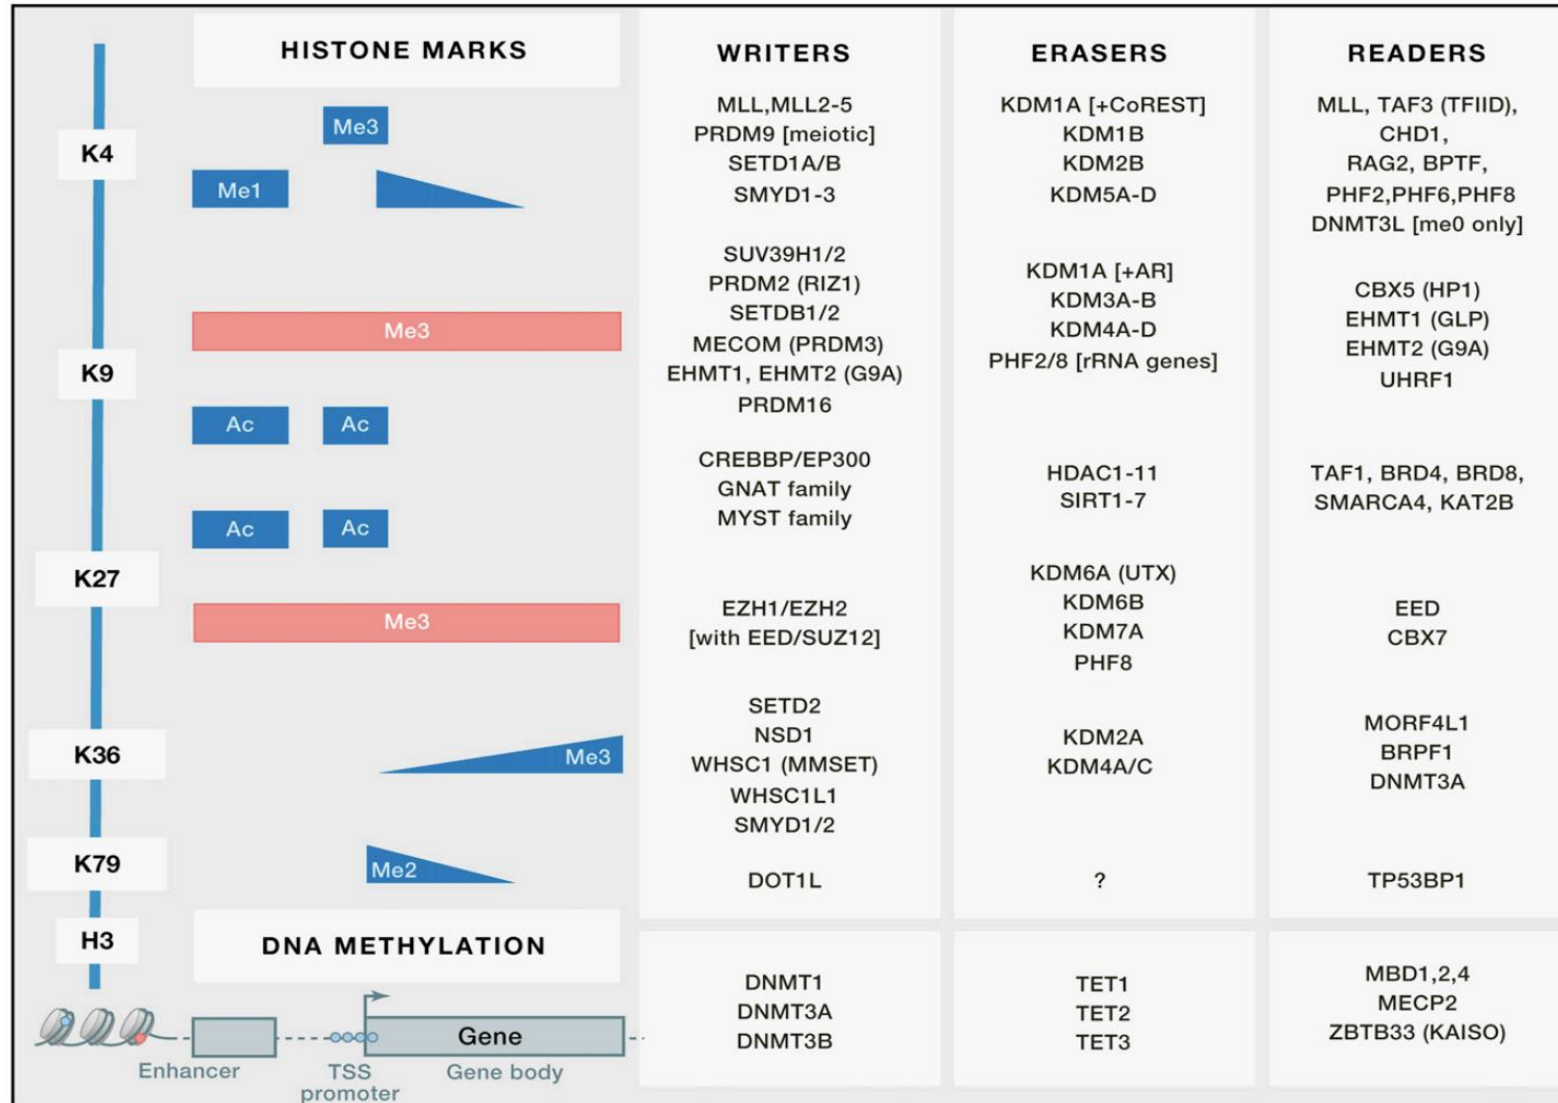 HISTONE MARKS
WRITERS
ERASERS
READERS
K4
Me3
Me1
MLL,MLL2-5
PRDM9 [meiotic]
SETD1A/B
SMYD1-3
KDM1A [+CoREST]
KDM1B
KDM2B
KDM5A-D
MLL, TAF3 (TFIID),
CHD1,
RAG2, BPTF,
PHF2,PHF6,PHF8
DNMT3L [me0 only]
K9
Me3
SUV39H1/2
PRDM2 (RIZ1)
SETDB1/2
MECOM (PRDM3)
EHMT1, EHMT2 (G9A)
PRDM16
KDM1A [+AR]
KDM3A-B
KDM4A-D
PHF2/8 [rRNA genes]
CBX5 (HP1)
EHMT1 (GLP)
EHMT2 (G9A)
UHRF1
Ac
Ac
CREBBP/EP300
GNAT family
MYST family
HDAC1-11
SIRT1-7
TAF1, BRD4, BRD8,
SMARCA4, KAT2B
Ac
Ac
K27
Me3
EZH1/EZH2
[with EED/SUZ12]
KDM6A (UTX)
KDM6B
KDM7A
PHF8
EED
CBX7
K36
Me3
SETD2
NSD1
WHSC1 (MMSET)
WHSC1L1
SMYD1/2
KDM2A
KDM4A/C
MORF4L1
BRPF1
DNMT3A
K79
Me2
DOT1L
?
TP53BP1
H3
DNA METHYLATION
DNMT1
DNMT3A
DNMT3B
TET1
TET2
TET3
MBD1,2,4
MECP2
ZBTB33 (KAISO)
Gene
Enhancer
TSS
promoter
Gene body